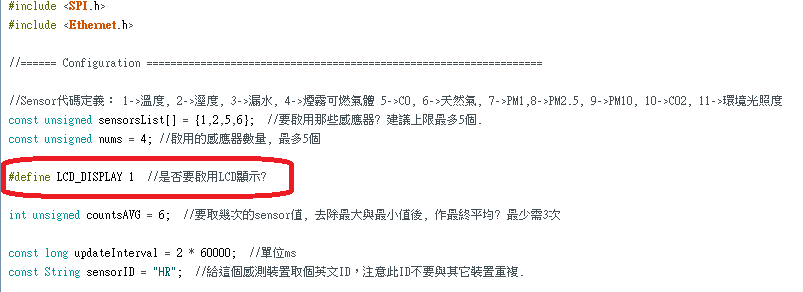 #include <SPI.h>
#include <Ethernet.h>
//====== Configuration ======================================================================
//Sensor代碼定義： 1->溫度, 2->溼度, 3->漏水, 4->煙霧可燃氣體 5->CO, 6->天然氣, 7->PM1,8->PM2.5, 9->PM10, 10->CO2, 11->環境光照度
const unsigned sensorsList[] = {1,2,5,6};  //要啟用那些感應器? 建議上限最多5個.
const unsigned nums = 4; //啟用的感應器數量, 最多5個
#define LCD_DISPLAY 1  //是否要啟用LCD顯示?
int unsigned countsAVG = 6;  //要取幾次的sensor值, 去除最大與最小值後, 作最終平均? 最少需3次
const long updateInterval = 2 * 60000;  //單位ms
const String sensorID = "HR";  //給這個感測裝置取個英文ID，注意此ID不要與其它裝置重複.